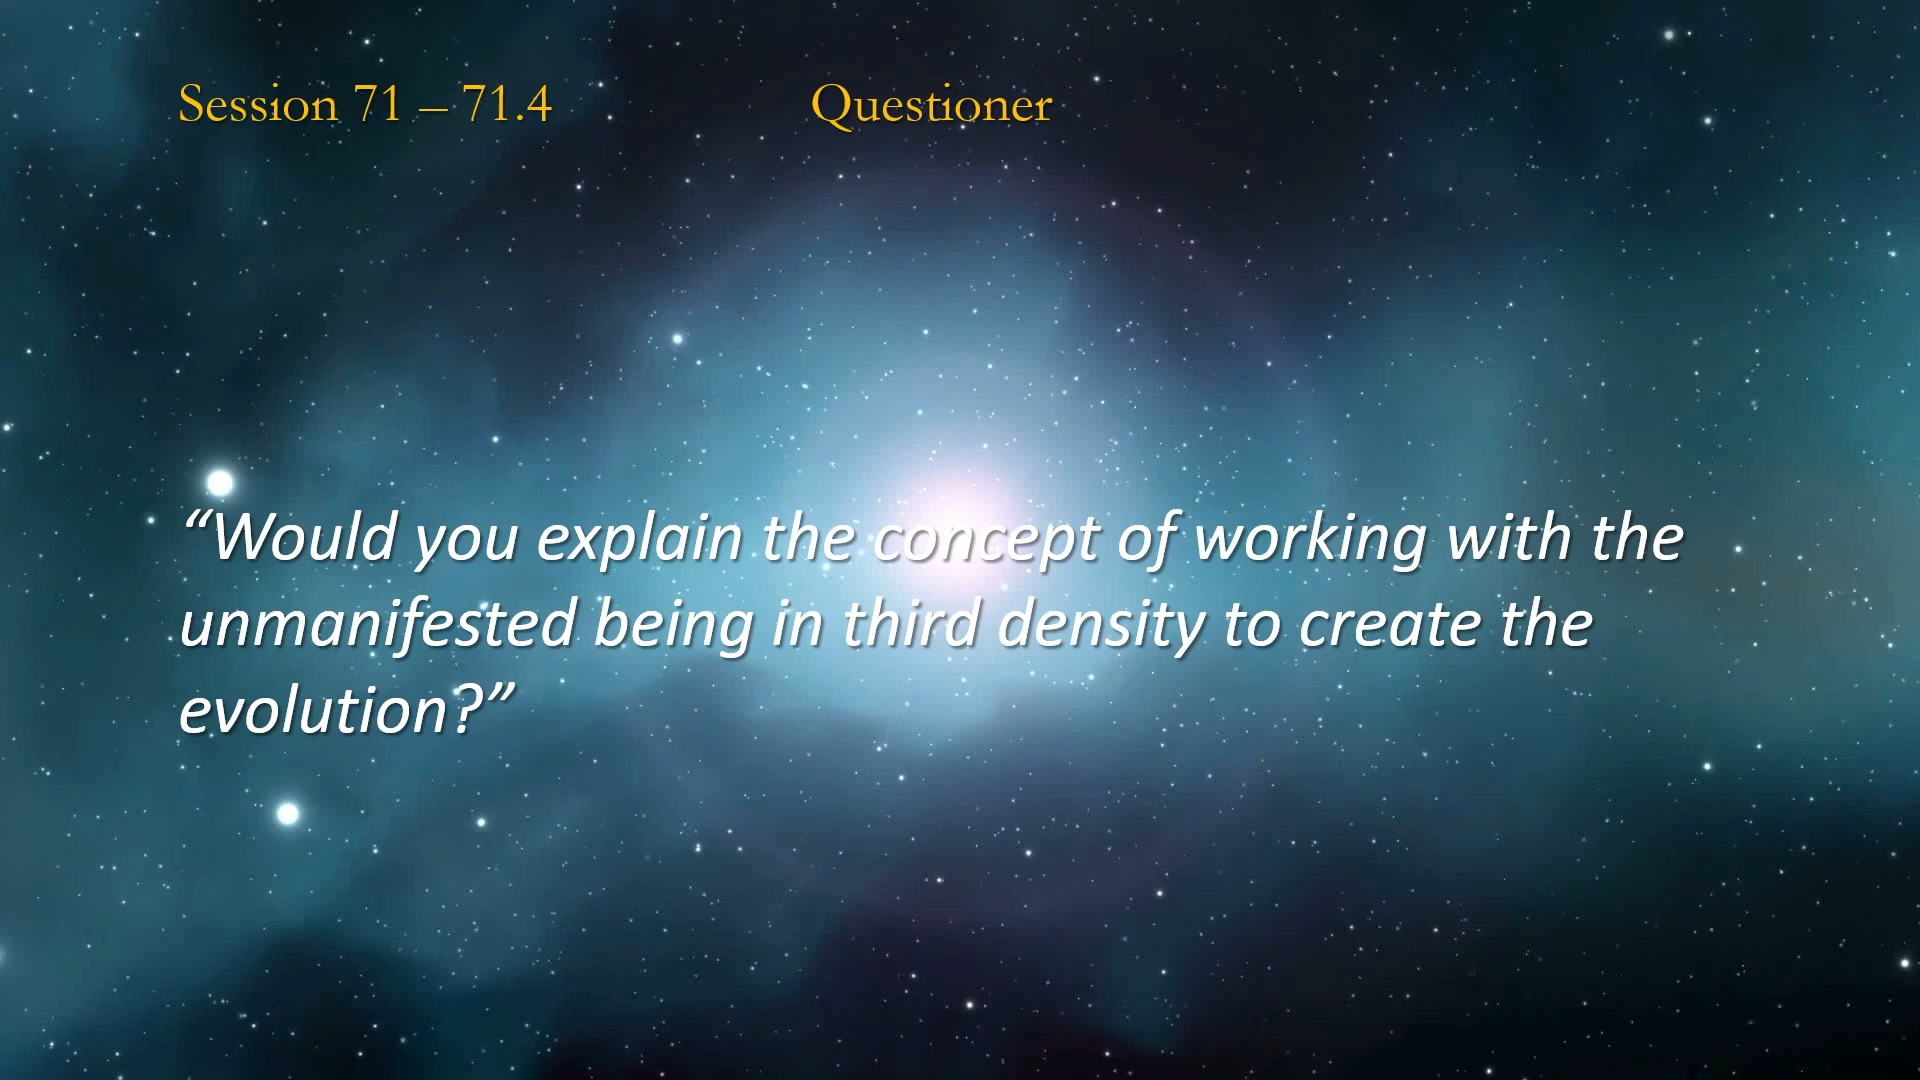 Session 71 – 71.4 Questioner
“Would you explain the concept of working with the
unmanifested being in third density to create the
evolution?”